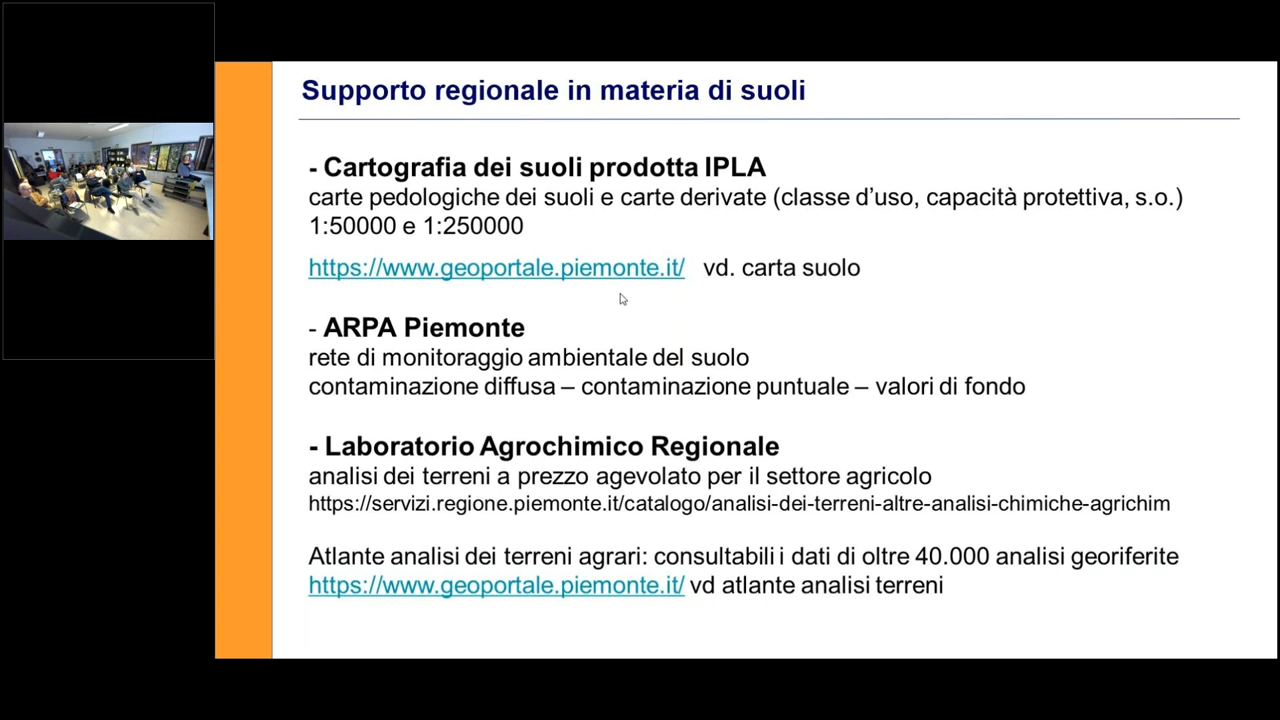 Supporto regionale in materia di suoli
- Cartografia dei suoli prodotta IPLA
carte pedologiche dei suoli e carte derivate (classe d'uso, capacità protettiva, s.o.)
1:50000 e 1:250000
https://www.geoportale.piemonte.it/ vd. carta suolo
- ARPA Piemonte
rete di monitoraggio ambientale del suolo
contaminazione diffusa – contaminazione puntuale – valori di fondo
- Laboratorio Agrochimico Regionale
analisi dei terreni a prezzo agevolato per il settore agricolo
https://servizi.regione.piemonte.it/catalogo/analisi-dei-terreni-altre-analisi-chimiche-agrichim
Atlante analisi dei terreni agrari: consultabili i dati di oltre 40.000 analisi georiferite
https://www.geoportale.piemonte.it/ vd atlante analisi terreni